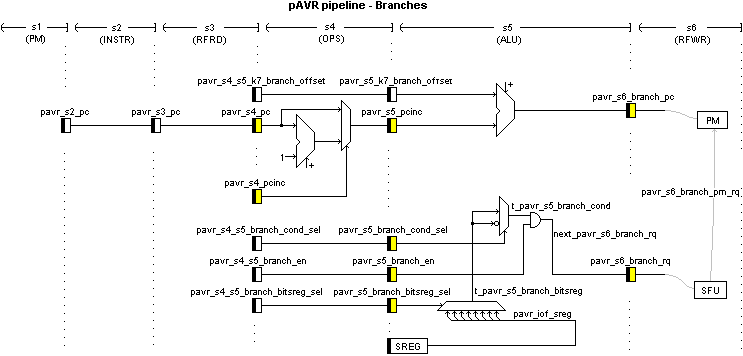 pAVR pipeline - Branches
s1 s2 s3 s4 s5 s6
(PM) (INSTR) (RFRD) (OPS) (ALU) (RFWR)
pavr_s4_s5_k7_branch_offset pavr_s5_k7_branch_offset
+
pavr_s2_pc pavr_s3_pc pavr_s4_pc pavr_s5_pcinc pavr_s6_branch_pc
PM
1
+
pavr_s4_pcinc
pavr_s6_branch_pm_rq
t_pavr_s5_branch_cond
pavr_s4_s5_branch_cond_sel pavr_s5_branch_cond_sel
next_pavr_s6_branch_rq
pavr_s4_s5_branch_en pavr_s5_branch_en pavr_s6_branch_rq
SFU
pavr_s4_s5_branch_bitsreg_sel pavr_s5_branch_bitsreg_sel t_pavr_s5_branch_bitsreg
pavr_iof_sreg
SREG